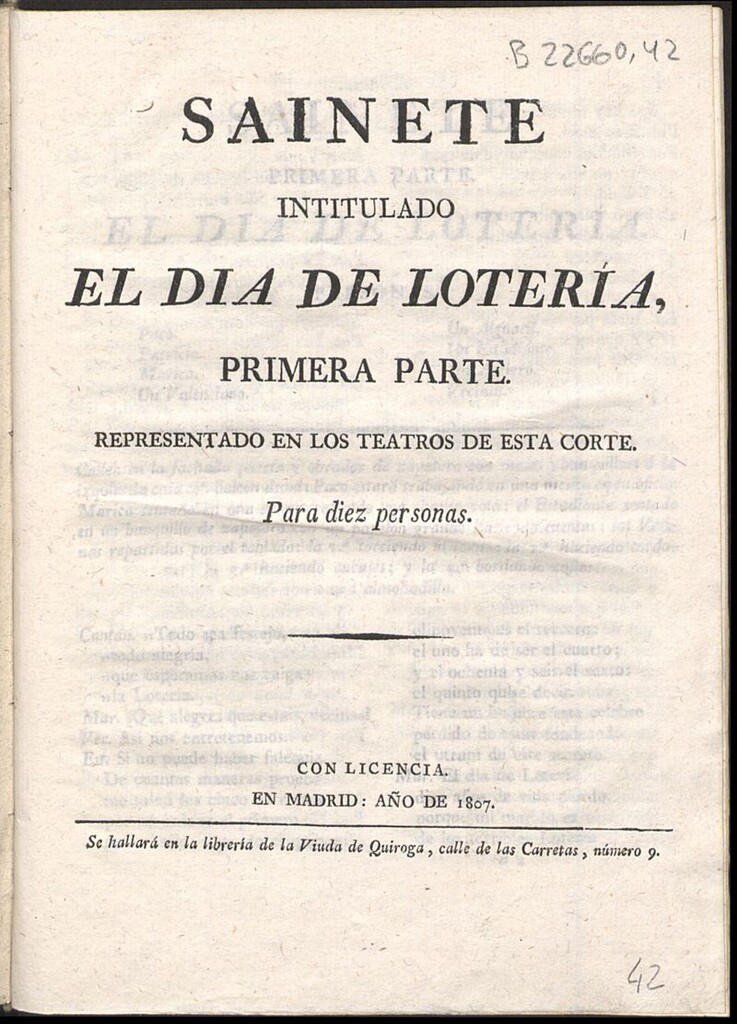 B 22660,42
SAINETE
INTITULADO
EL DIA DE LOTERÍA,
PRIMERA PARTE.
REPRESENTADO EN LOS TEATROS DE ESTA CORTE.
Para diez personas.
CON LICENCIA.
EN MADRID: AÑO DE 1807.
Se hallará en la librería de la Viuda de Quiroga, calle de las Carretas, número 9.
42